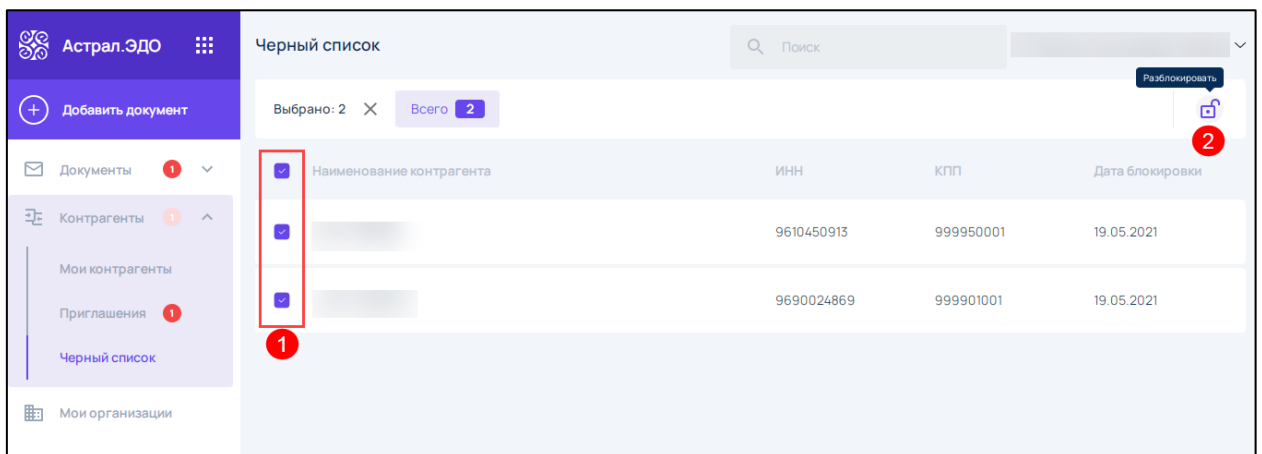 Астрал.ЭДО
Черный список
Поиск
Разблокировать
Добавить документ
Выбрано: 2
Всего 2
2
Документы 1
Наименование контрагента ИНН КПП Дата блокировки
Контрагенты 1
9610450913 999950001 19.05.2021
Мои контрагенты
Приглашения 1
9690024869 999901001 19.05.2021
1
Черный список
Мои организации